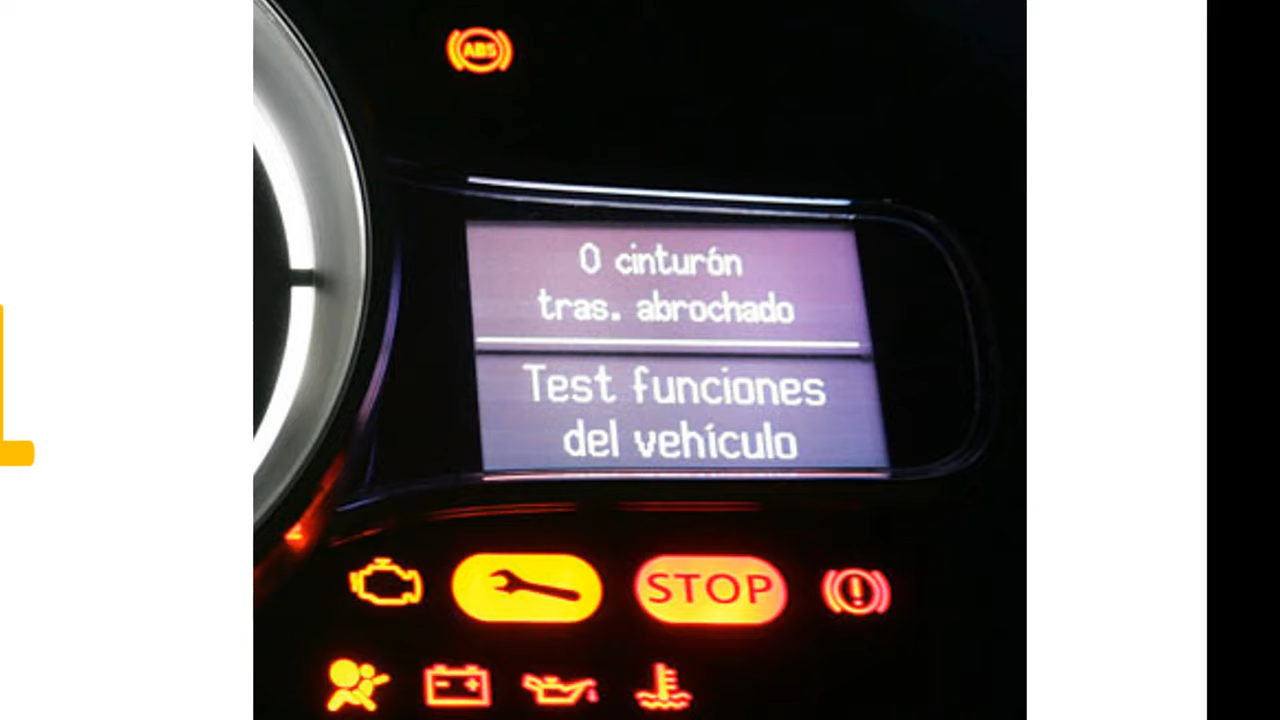 ABS
0 cinturón
tras. abrochado
Test funciones
del vehículo
STOP